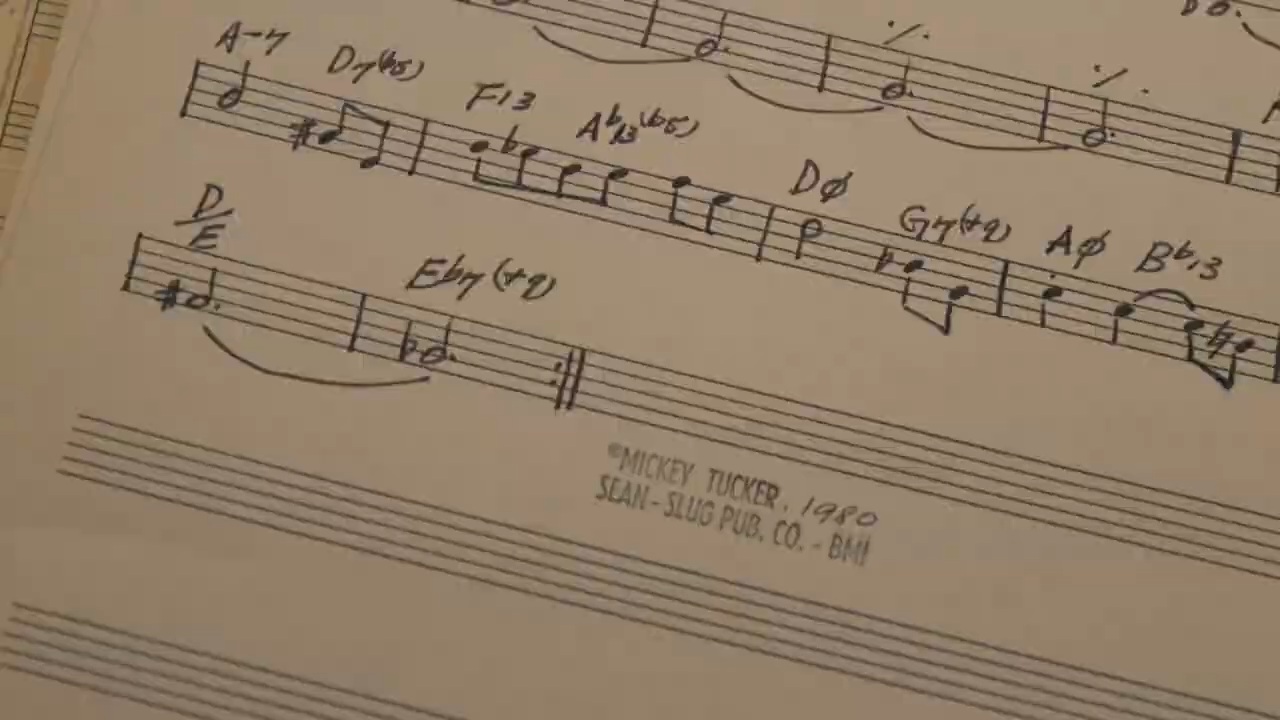 A-7 D7(b5) F13 Ab13(b5) Dø G7(+9) Aø Bb13
D/E Eb7(+9)
©MICKEY TUCKER, 1980
SEAN-SLUG PUB. CO. - BMI